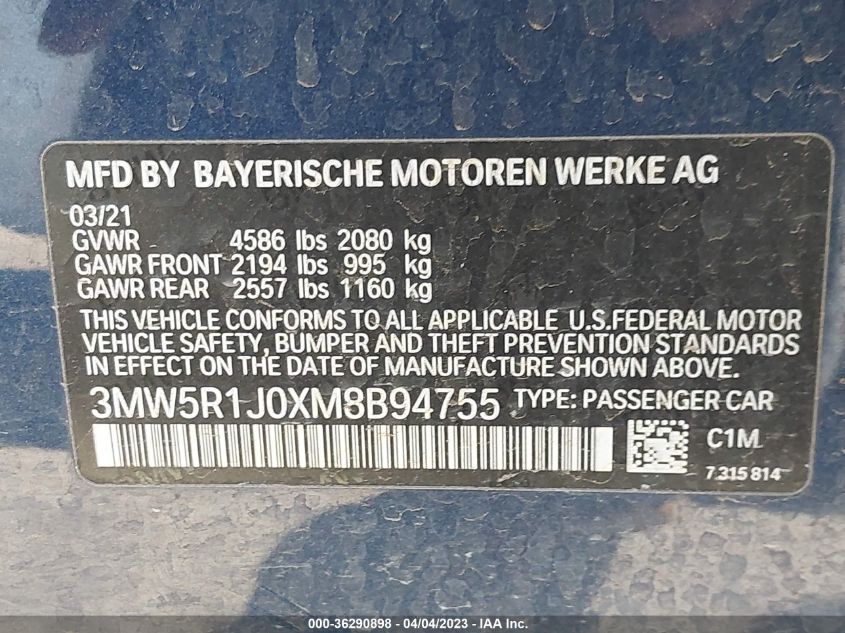 MFD BY BAYERISCHE MOTOREN WERKE AG
03/21
GVWR 4586 lbs 2080 kg
GAWR FRONT 2194 lbs 995 kg
GAWR REAR 2557 lbs 1160 kg
THIS VEHICLE CONFORMS TO ALL APPLICABLE U.S.FEDERAL MOTOR
VEHICLE SAFETY, BUMPER AND THEFT PREVENTION STANDARDS
IN EFFECT ON THE DATE OF MANUFACTURE SHOWN ABOVE.
3MW5R1J0XM8B94755 TYPE: PASSENGER CAR
C1M
7 315 814
000-36290898 - 04/04/2023 - IAA Inc.